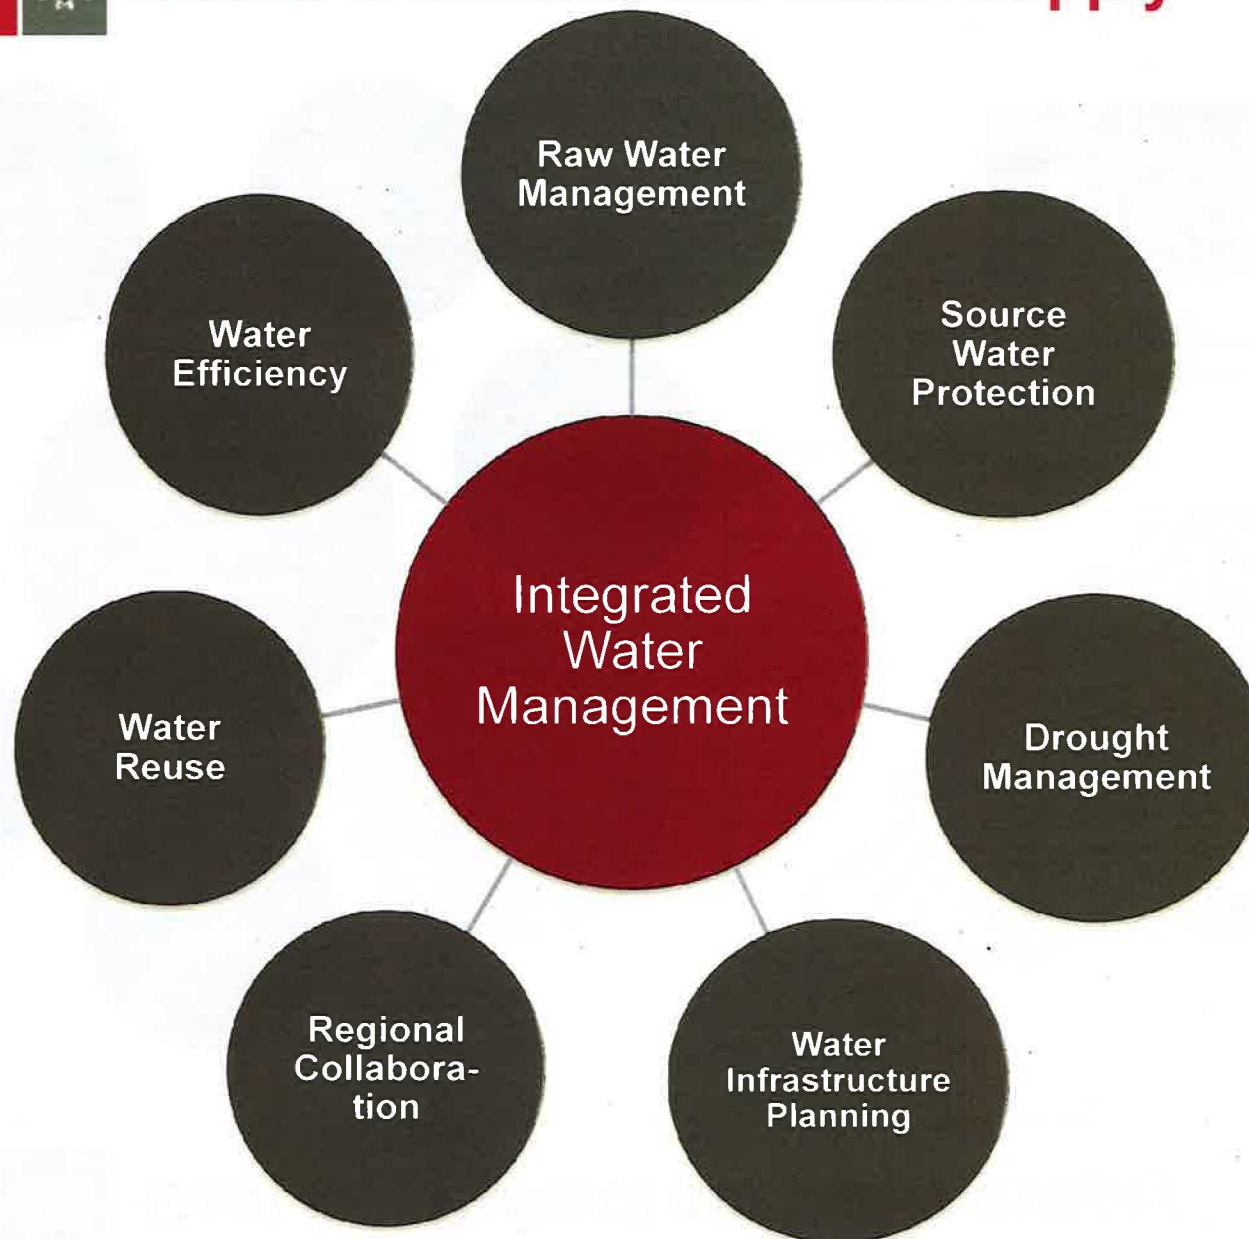 Raw Water
Management
Source
Water
Protection
Drought
Management
Water
Infrastructure
Planning
Regional
Collabora-
tion
Water
Reuse
Water
Efficiency
Integrated
Water
Management